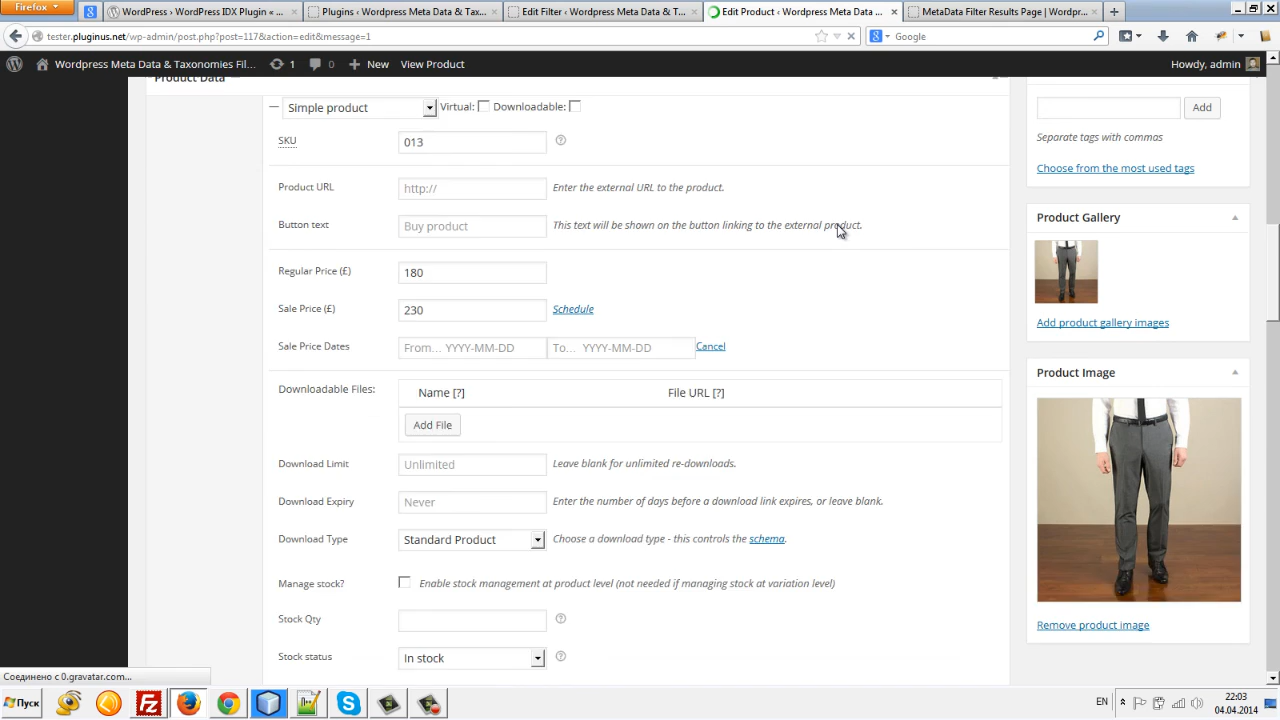 Firefox
WordPress › WordPress IDX Plugin «...
Plugins ‹ Wordpress Meta Data & Tax...
Edit Filter ‹ Wordpress Meta Data & T...
Edit Product ‹ Wordpress Meta Data ...
MetaData Filter Results Page | Wordpr...
tester.pluginus.net/wp-admin/post.php?post=117&action=edit&message=1
Google
Wordpress Meta Data & Taxonomies Fil...
1
0
New
View Product
Howdy, admin
Product Data
Simple product
Virtual:
Downloadable:
Add
SKU
013
Separate tags with commas
Choose from the most used tags
Product URL
http://
Enter the external URL to the product.
Product Gallery
Button text
Buy product
This text will be shown on the button linking to the external product.
Regular Price (£)
180
Sale Price (£)
230
Schedule
Add product gallery images
Sale Price Dates
From... YYYY-MM-DD
To... YYYY-MM-DD
Cancel
Product Image
Downloadable Files:
Name [?]
File URL [?]
Add File
Download Limit
Unlimited
Leave blank for unlimited re-downloads.
Download Expiry
Never
Enter the number of days before a download link expires, or leave blank.
Download Type
Standard Product
Choose a download type - this controls the schema.
Manage stock?
Enable stock management at product level (not needed if managing stock at variation level)
Stock Qty
Remove product image
Stock status
In stock
Соединено с 0.gravatar.com...
Пуск
EN
22:03
04.04.2014